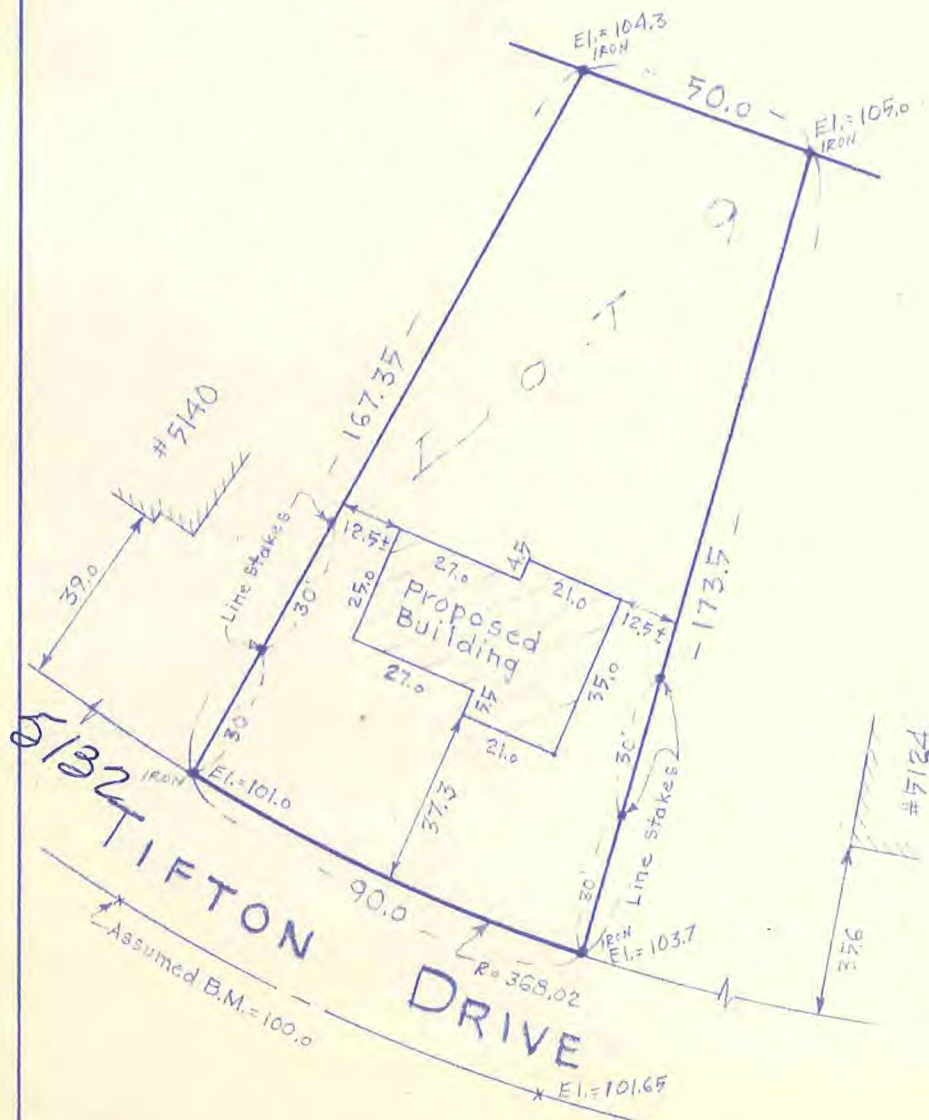 El.= 104.3
IRON
50.0
El.= 105.0
IRON
LOT 9
167.35
173.5
#5140
39.0
Line stakes
30'
30'
12.5±
27.0
4.5
21.0
12.5±
25.0
Proposed
Building
35.0
27.0
5.5
21.0
37.3
30'
30'
Line stakes
#5124
37.6
5132
IRON
El.=101.0
IRON
El.=103.7
90.0
R= 368.02
TIFTON DRIVE
Assumed B.M.=100.0
El.=101.65